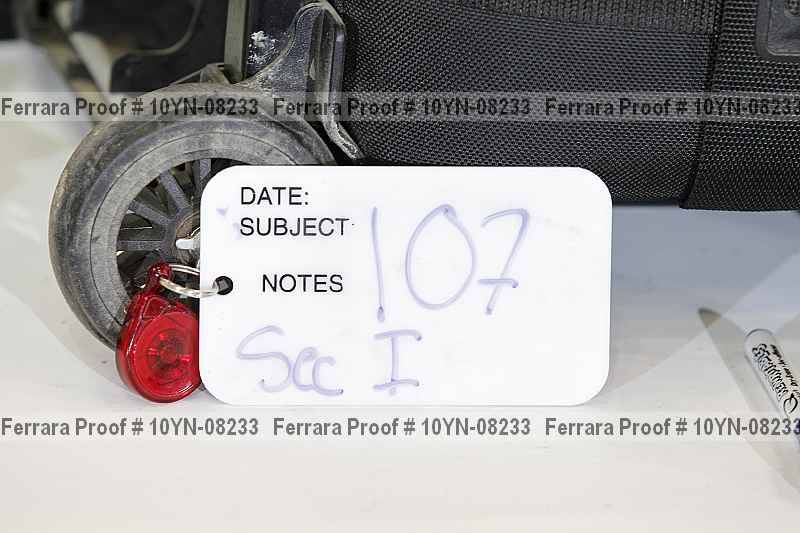 Ferrara Proof # 10YN-08233 Ferrara Proof # 10YN-08233 Ferrara Proof # 10YN-08233
DATE:
SUBJECT 107
NOTES
Sec I
Ferrara Proof # 10YN-08233 Ferrara Proof # 10YN-08233 Ferrara Proof # 10YN-08233